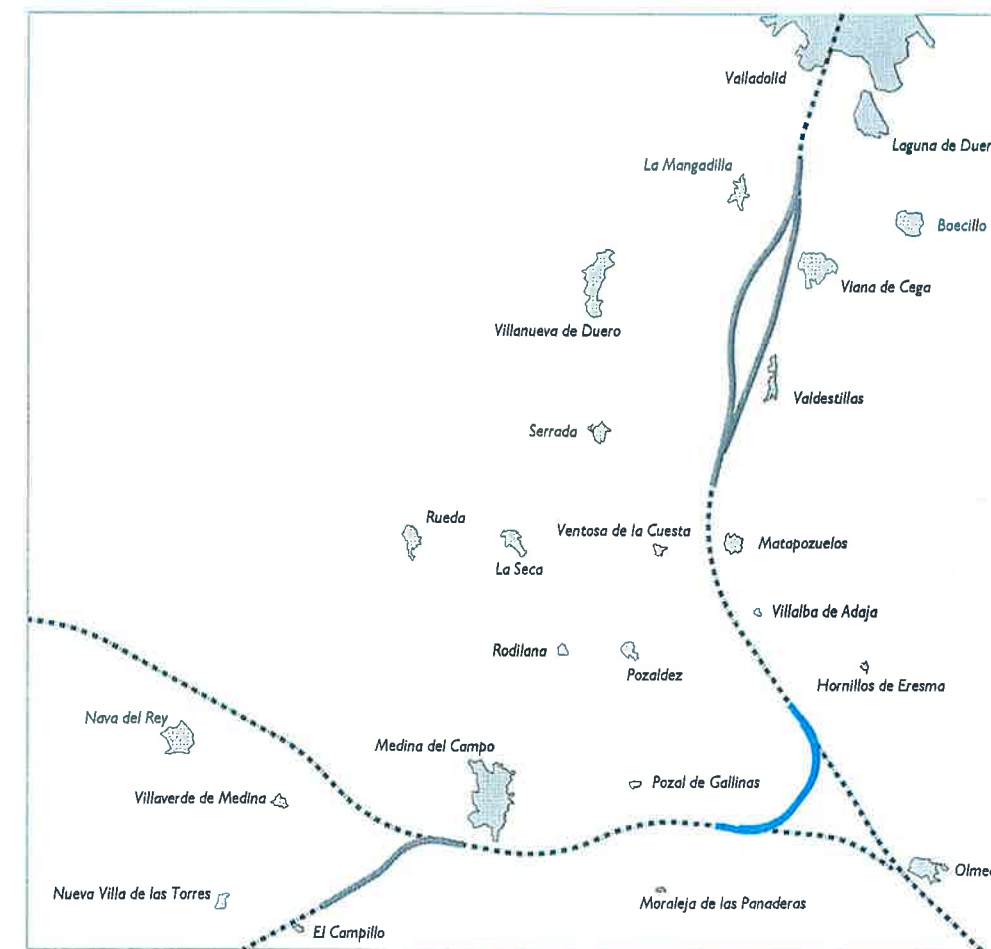 Valladolid
Laguna de Duer
La Mangadilla
Boecillo
Viana de Cega
Villanueva de Duero
Valdestillas
Serrada
Rueda
Ventosa de la Cuesta
Matapozuelos
La Seca
Villalba de Adaja
Rodilana
Pozaldez
Hornillos de Eresma
Nava del Rey
Medina del Campo
Pozal de Gallinas
Villaverde de Medina
Olmed
Nueva Villa de las Torres
Moraleja de las Panaderas
El Campillo